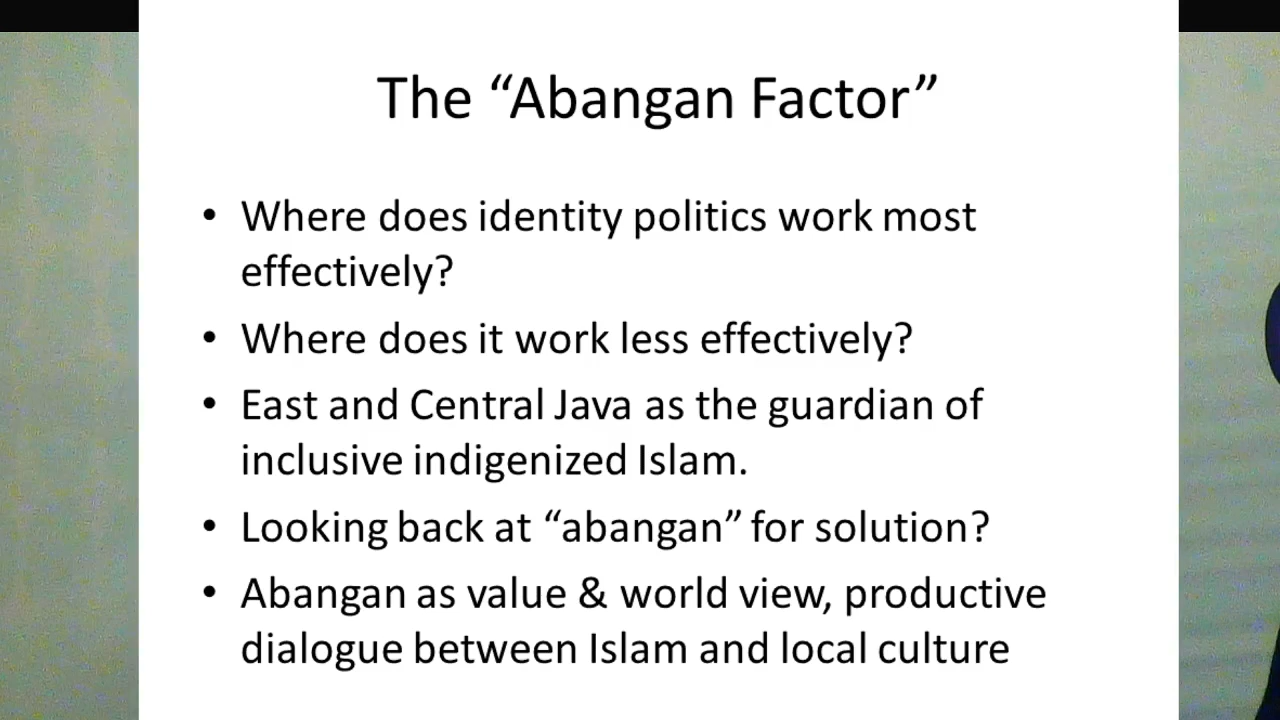 The “Abangan Factor”
• Where does identity politics work most
effectively?
• Where does it work less effectively?
• East and Central Java as the guardian of
inclusive indigenized Islam.
• Looking back at “abangan” for solution?
• Abangan as value & world view, productive
dialogue between Islam and local culture